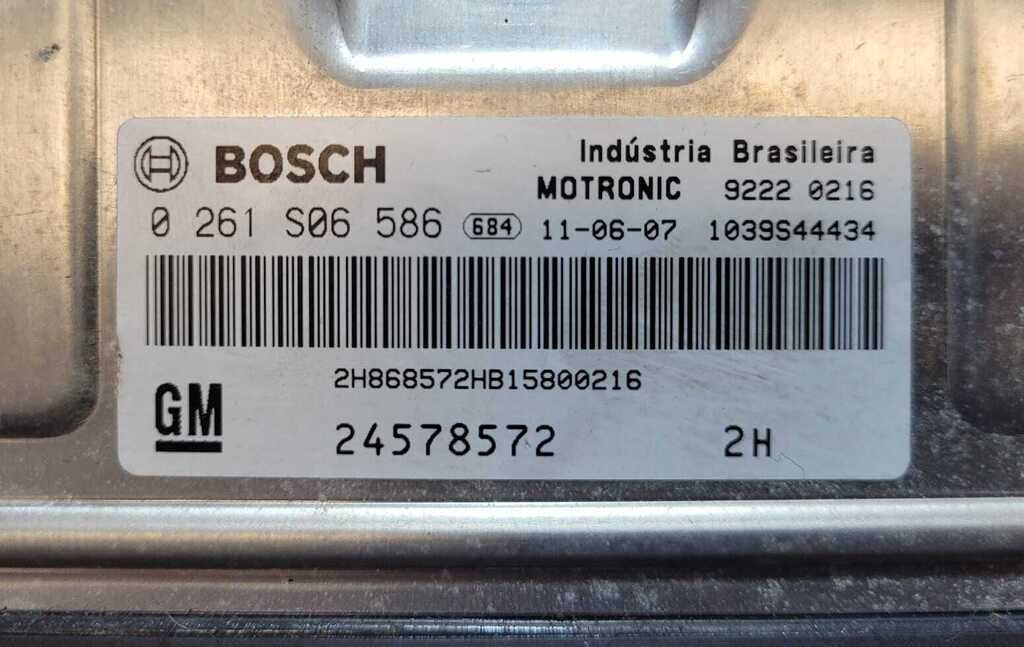 BOSCH
Indústria Brasileira
MOTRONIC 9222 0216
0 261 S06 586 684 11-06-07 1039S44434
2H868572HB15800216
GM
24578572 2H